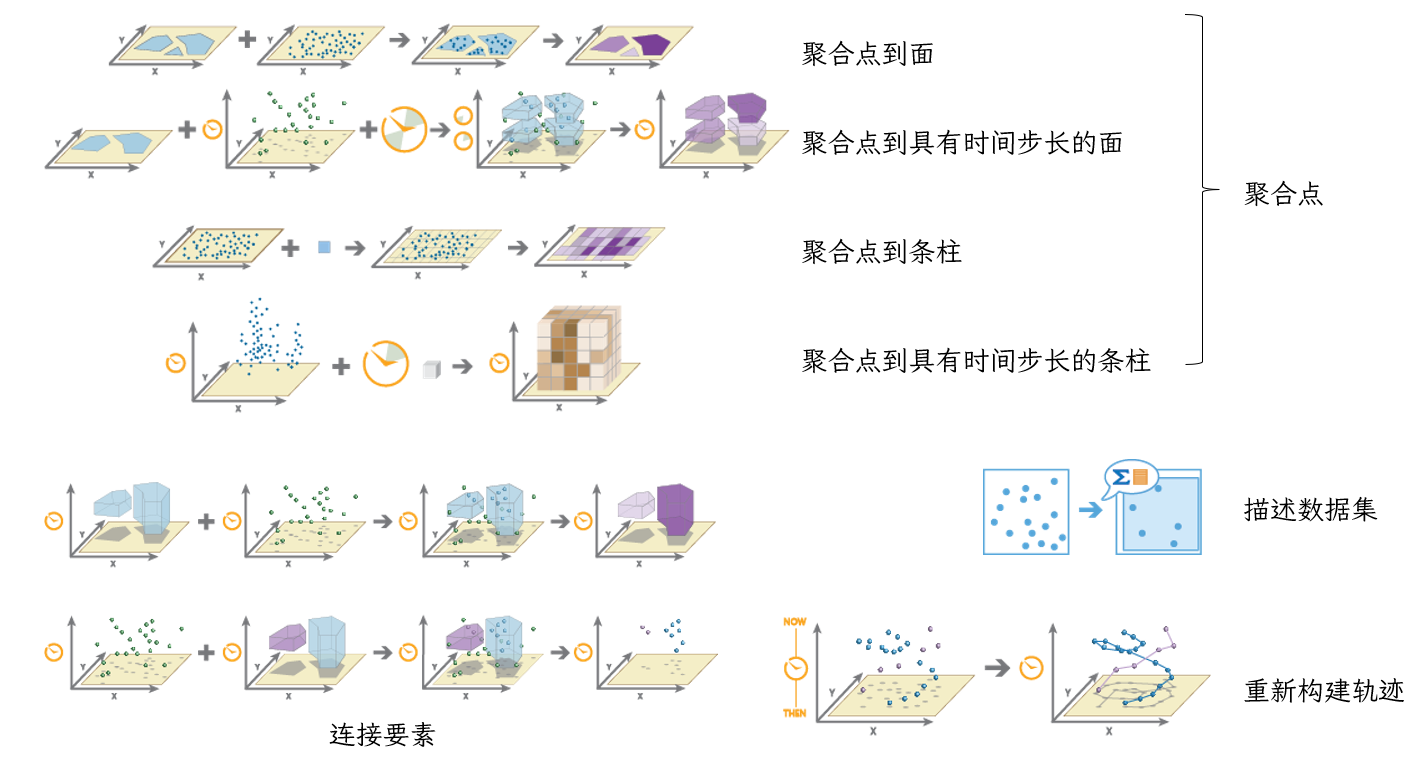 Y Y Y Y
聚合点到面
X X X X
Y Y Y Y
聚合点到具有时间步长的面
X X X X
聚合点
Y Y Y
聚合点到条柱
X X X
Y Y
聚合点到具有时间步长的条柱
X X
Σ
Y Y Y Y
描述数据集
X X X X
NOW
Y Y Y Y
Y Y
重新构建轨迹
X X X X
THEN
X X
连接要素